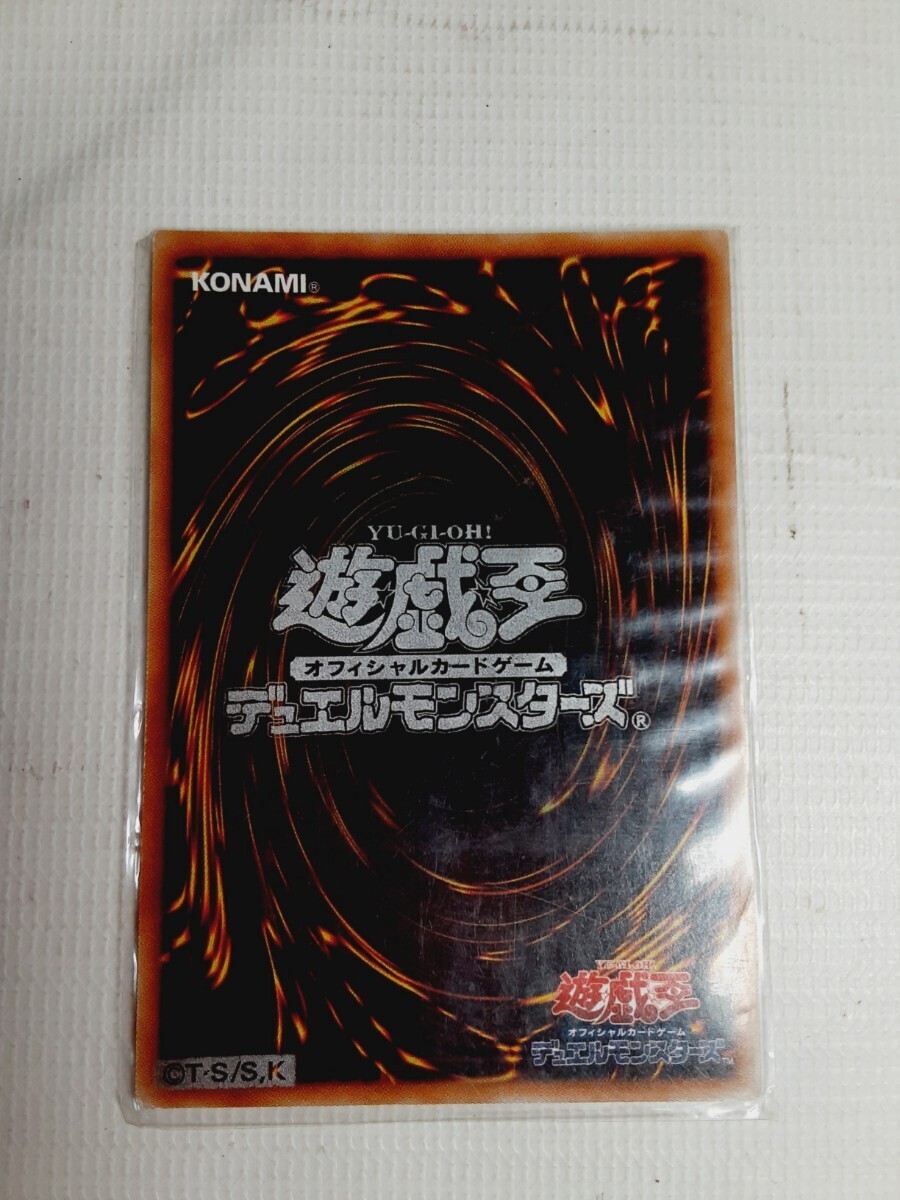 KONAMI®
YU-GI-OH!
遊戯王
オフィシャルカードゲーム
デュエルモンスターズ®
YU-GI-OH!
遊戯王
オフィシャルカードゲーム
デュエルモンスターズ™
©T·S/S,K